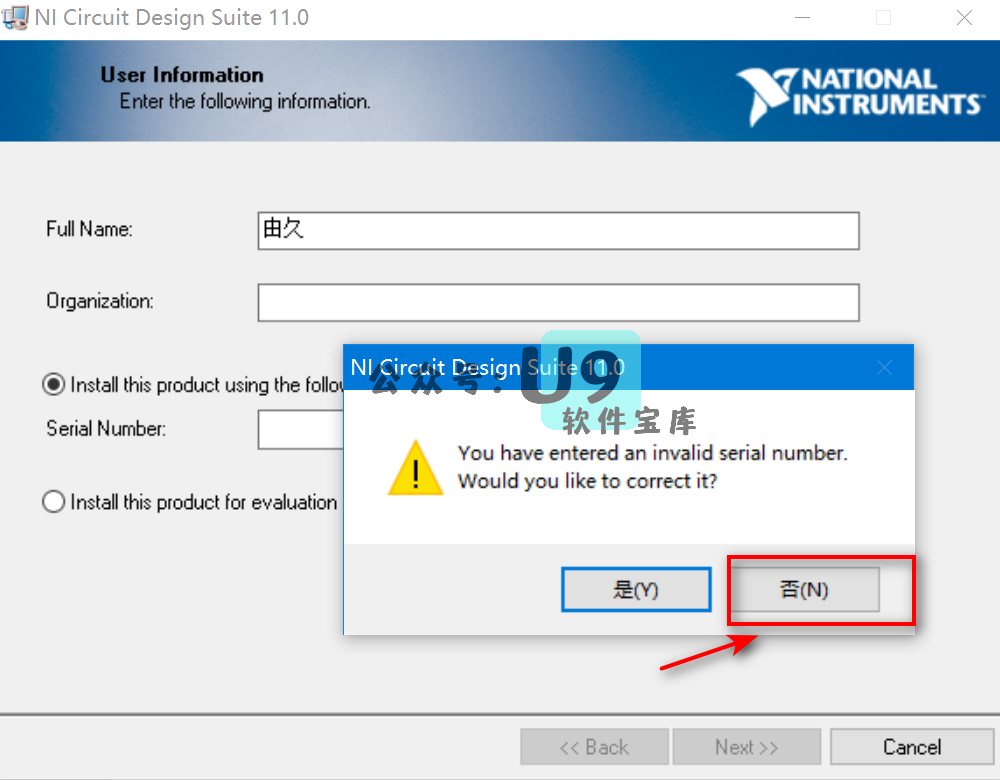 NI Circuit Design Suite 11.0
User Information
Enter the following information.
NATIONAL
INSTRUMENTS
Full Name:
由久
Organization:
NI Circuit Design Suite 11.0
公众号：U9
软件宝库
Install this product using the follow
Serial Number:
You have entered an invalid serial number.
Would you like to correct it?
Install this product for evaluation
是(Y)
否(N)
<< Back
Next >>
Cancel